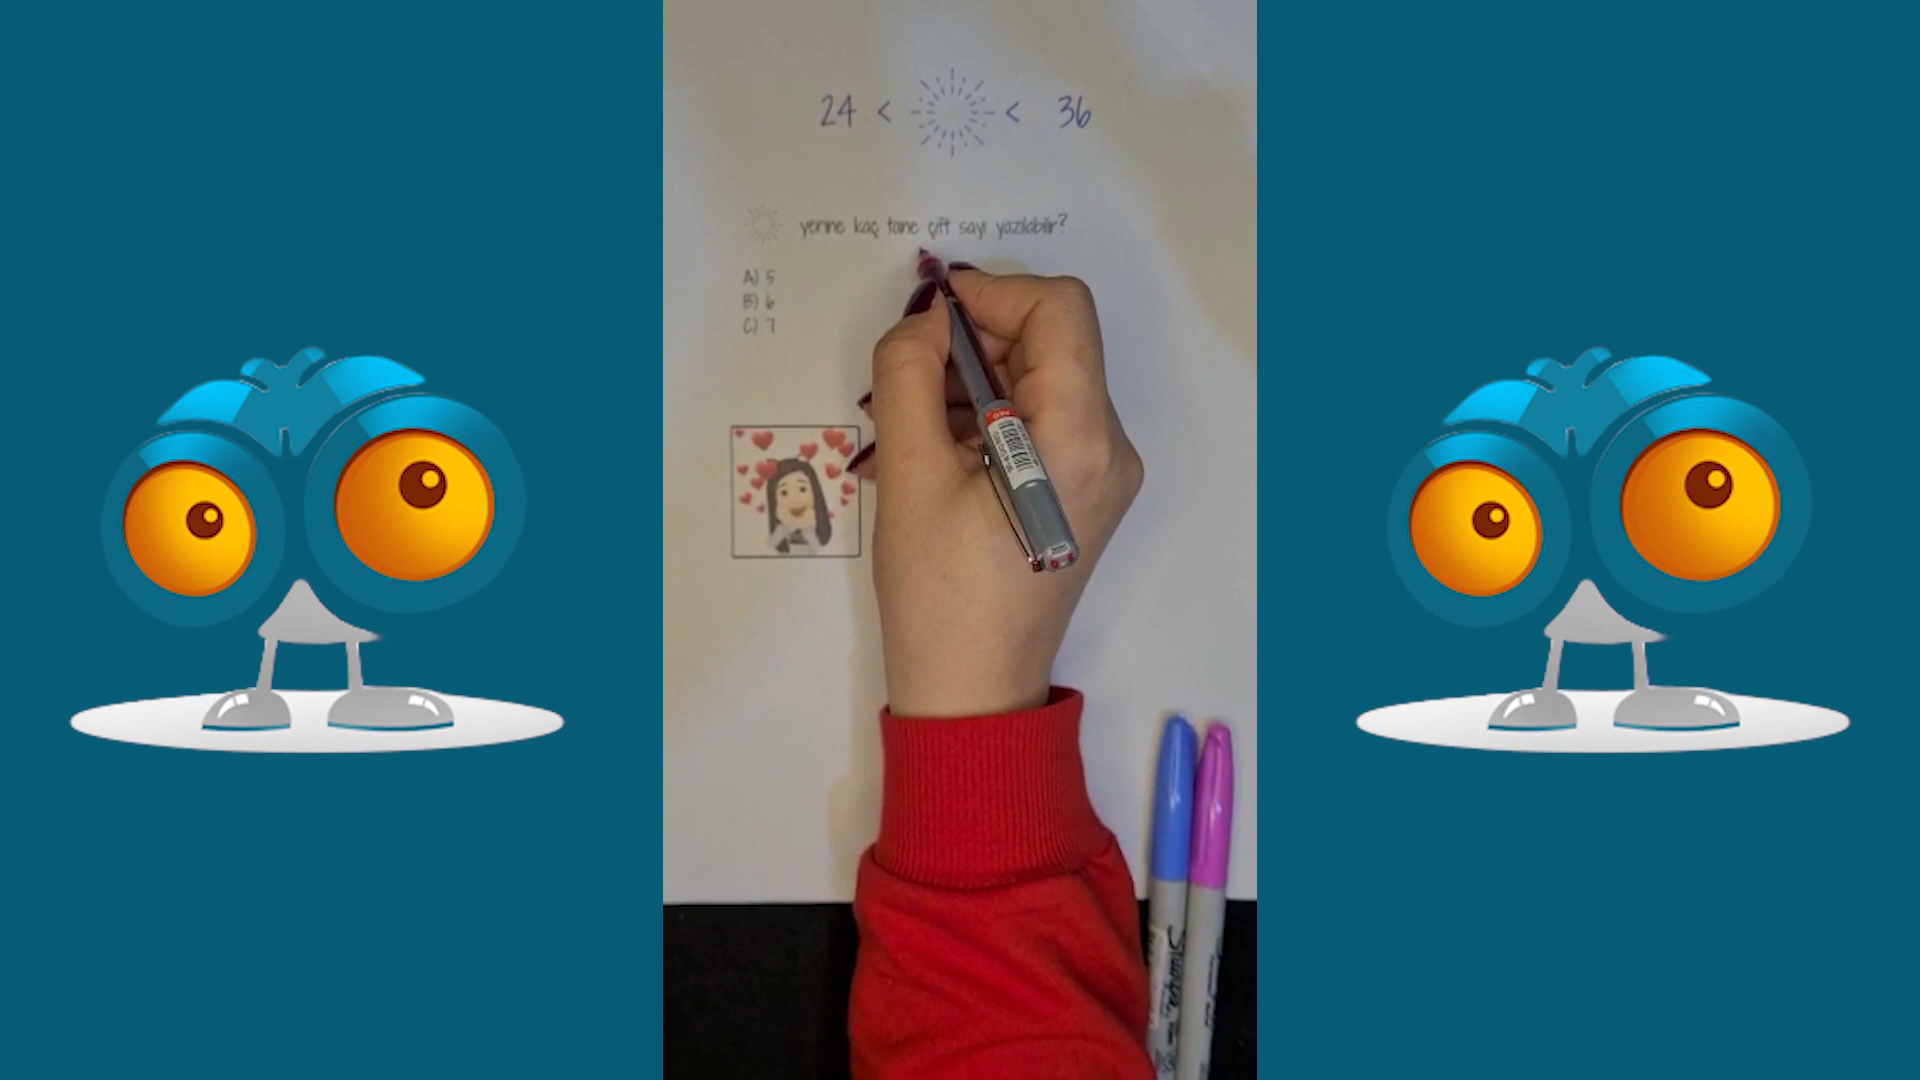 24 < < 36
yerine kaç tane çift sayı yazılabilir?
A) 5
B) 6
C) 7